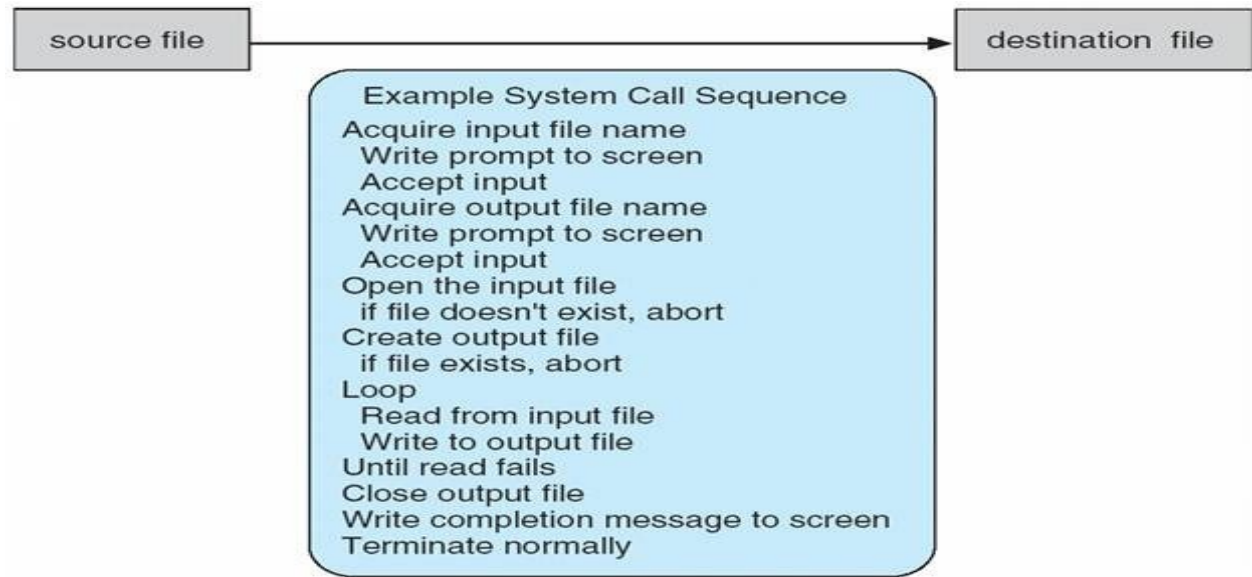 source file
destination file
Example System Call Sequence
Acquire input file name
Write prompt to screen
Accept input
Acquire output file name
Write prompt to screen
Accept input
Open the input file
if file doesn't exist, abort
Create output file
if file exists, abort
Loop
Read from input file
Write to output file
Until read fails
Close output file
Write completion message to screen
Terminate normally